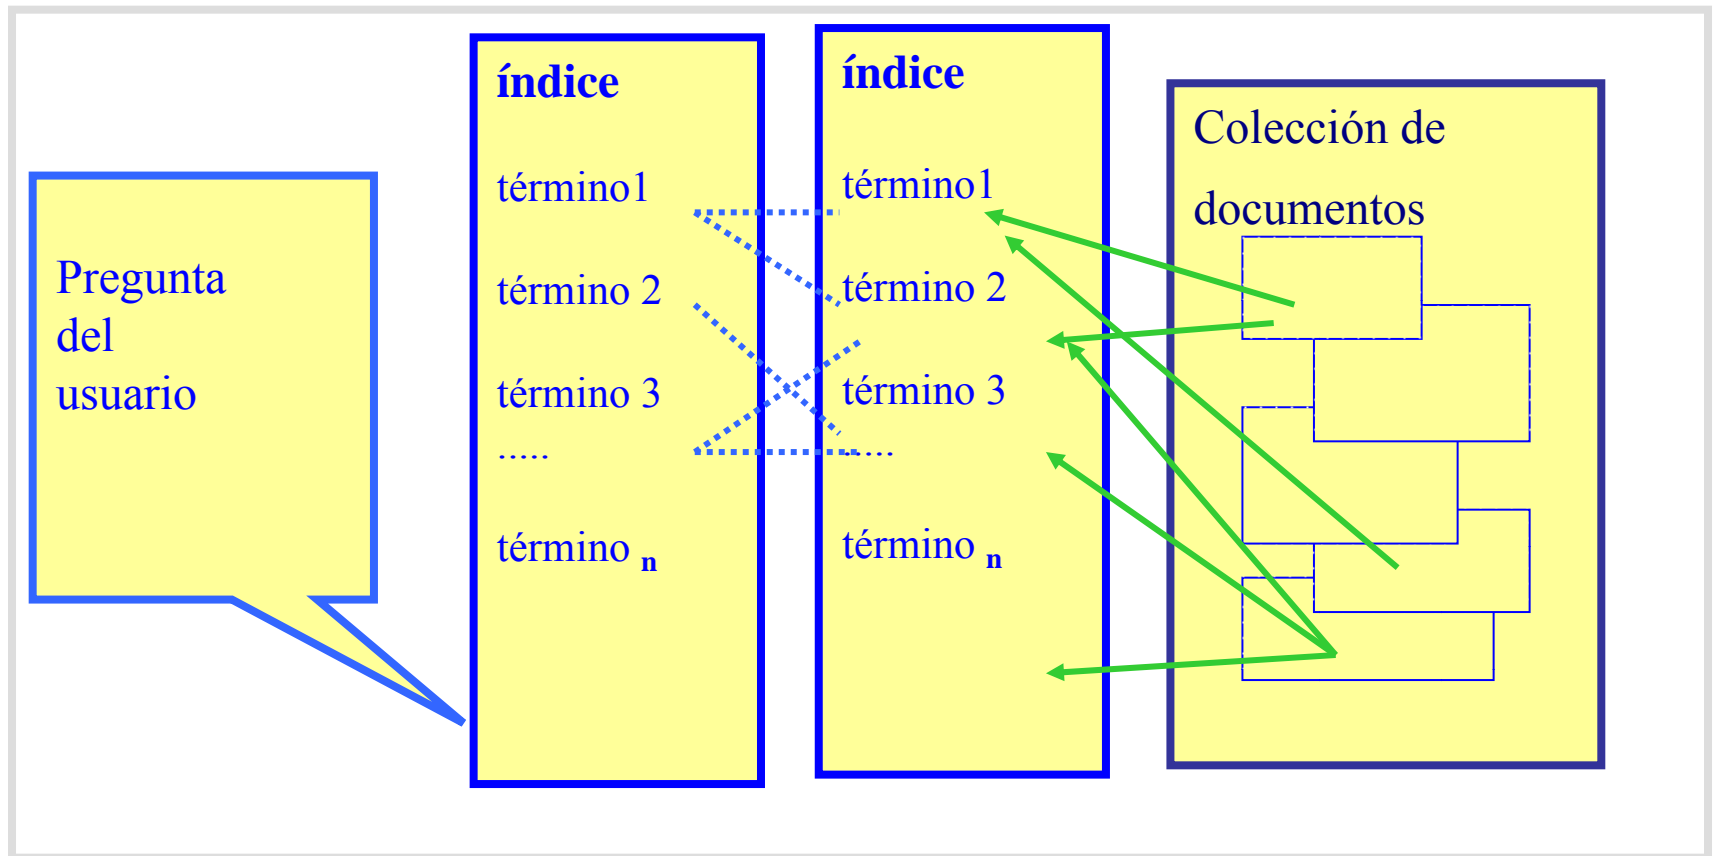 Pregunta
del
usuario
índice
término1
término 2
término 3
.....
término n
índice
término1
término 2
término 3
.....
término n
Colección de
documentos